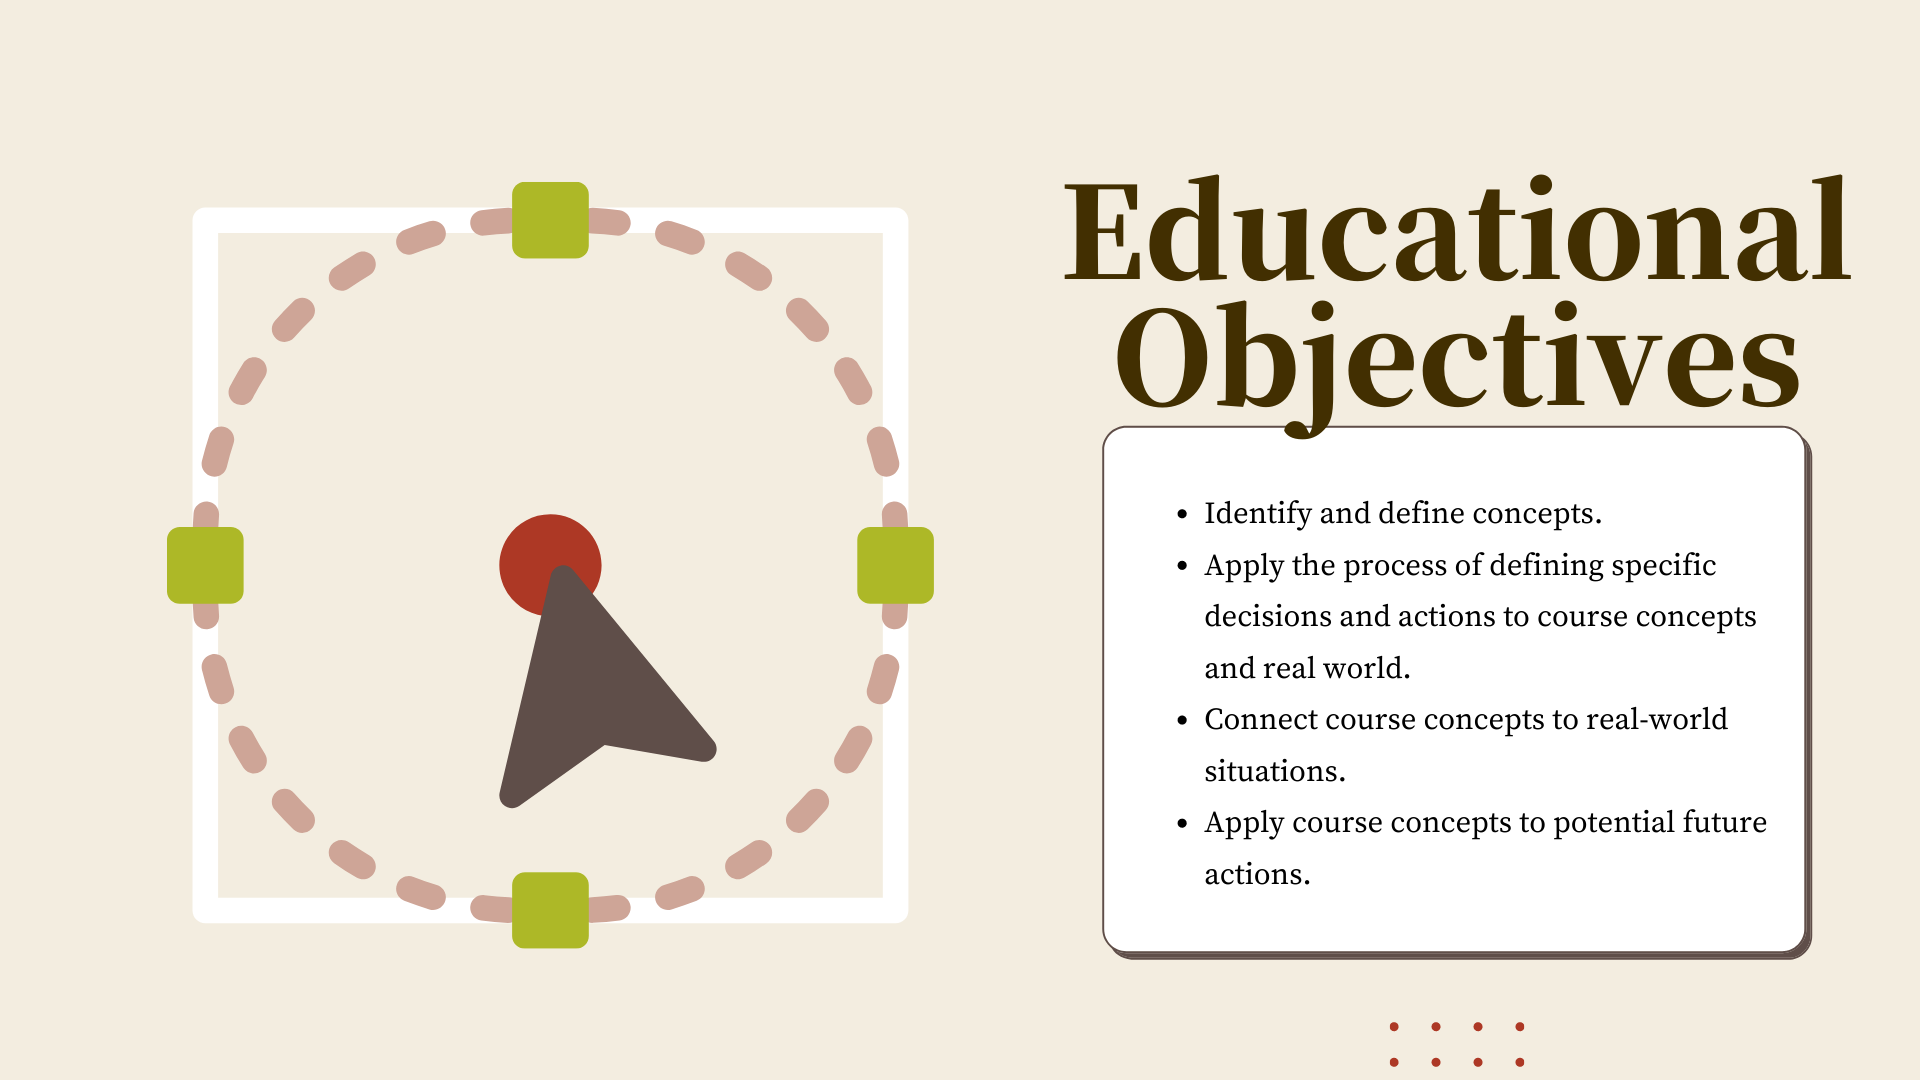 Educational
Objectives
• Identify and define concepts.
• Apply the process of defining specific
decisions and actions to course concepts
and real world.
• Connect course concepts to real-world
situations.
• Apply course concepts to potential future
actions.